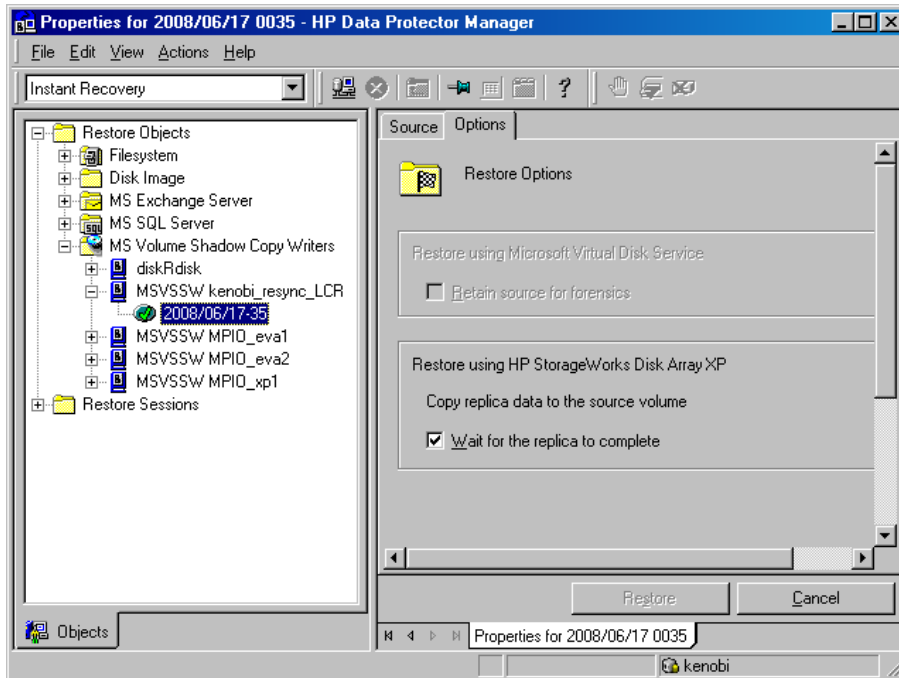 Properties for 2008/06/17 0035 - HP Data Protector Manager
File Edit View Actions Help
Instant Recovery
Restore Objects
Filesystem
Disk Image
MS Exchange Server
MS SQL Server
MS Volume Shadow Copy Writers
diskRdisk
MSVSSW kenobi_resync_LCR
2008/06/17-35
MSVSSW MPIO_eva1
MSVSSW MPIO_eva2
MSVSSW MPIO_xp1
Restore Sessions
Objects
Source Options
Restore Options
Restore using Microsoft Virtual Disk Service
Retain source for forensics
Restore using HP StorageWorks Disk Array XP
Copy replica data to the source volume
Wait for the replica to complete
Restore Cancel
Properties for 2008/06/17 0035
kenobi